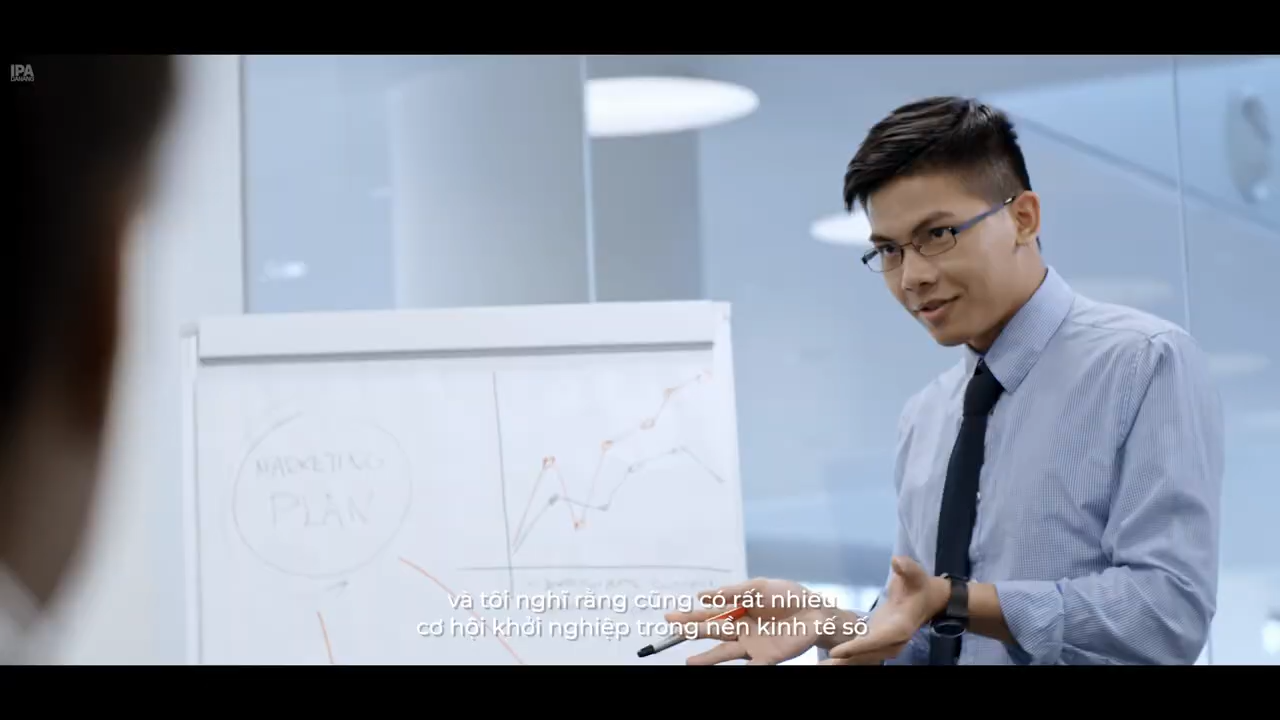 IPA
DANANG
MARKETING
PLAN
và tôi nghĩ rằng cũng có rất nhiều
cơ hội khởi nghiệp trong nền kinh tế số